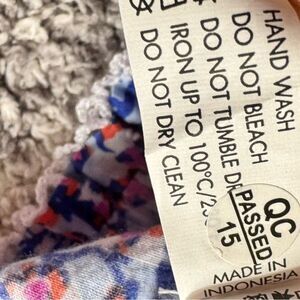 HAND WASH
DO NOT BLEACH
DO NOT TUMBLE
IRON UP TO 100°C/
DO NOT DRY CLEAN
QC
PASSED
15
MADE IN
INDONESIA